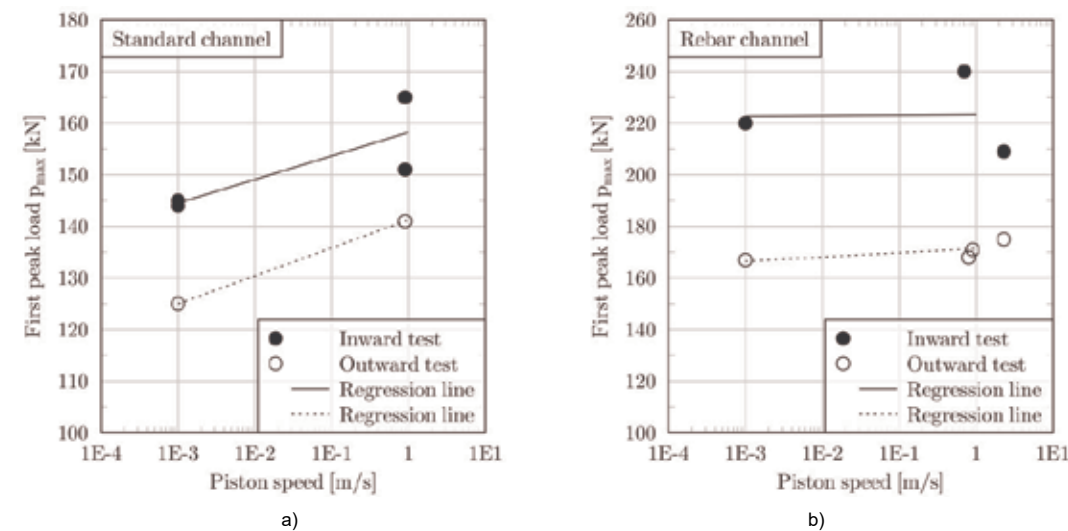 Standard channel
First peak load pmax [kN]
180
170
160
150
140
130
120
110
100
Inward test
Outward test
Regression line
Regression line
1E-4 1E-3 1E-2 1E-1 1 1E1
Piston speed [m/s]
a)
Rebar channel
First peak load pmax [kN]
260
240
220
200
180
160
140
120
100
Inward test
Outward test
Regression line
Regression line
1E-4 1E-3 1E-2 1E-1 1 1E1
Piston speed [m/s]
b)